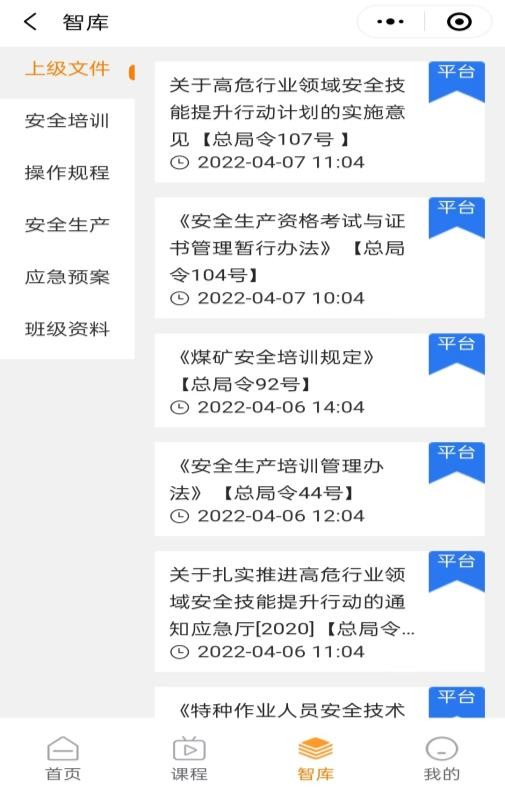 智库
上级文件
安全培训
操作规程
安全生产
应急预案
班级资料
平台
关于高危行业领域安全技
能提升行动计划的实施意
见【总局令107号 】
2022-04-07 11:04
平台
《安全生产资格考试与证
书管理暂行办法》 【总局
令104号】
2022-04-07 10:04
平台
《煤矿安全培训规定》
【总局令92号】
2022-04-06 14:04
平台
《安全生产培训管理办
法》 【总局令44号】
2022-04-06 12:04
平台
关于扎实推进高危行业领
域安全技能提升行动的通
知应急厅[2020]【总局令...
2022-04-06 11:04
平台
《特种作业人员安全技术
首页
课程
智库
我的